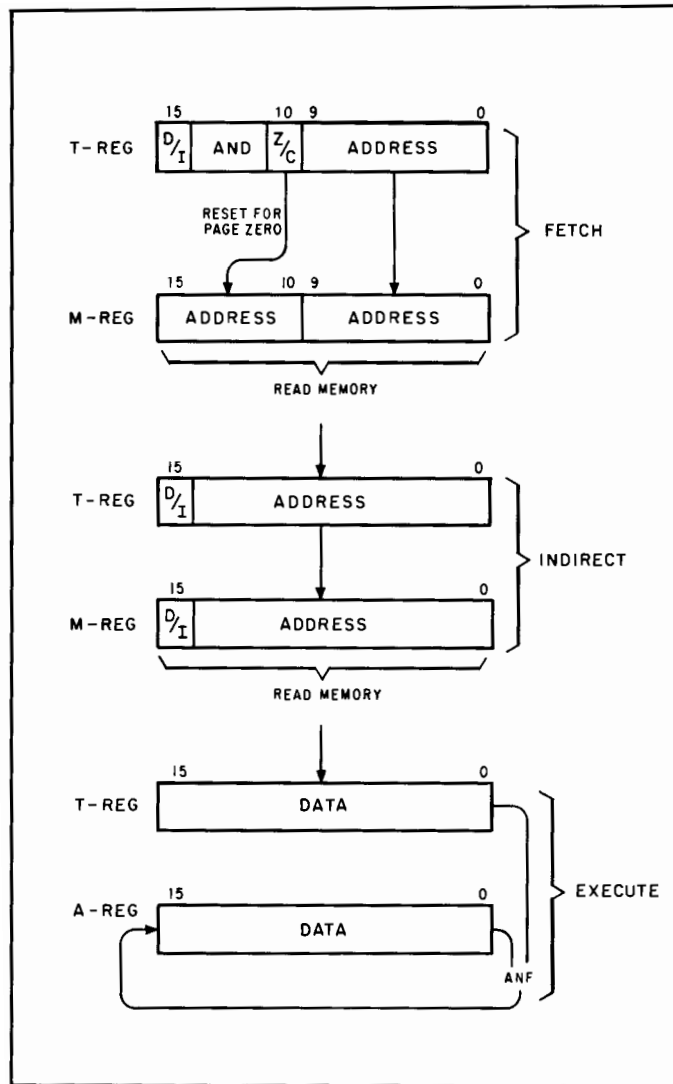 15 10 9 0
T-REG D/I AND Z/C ADDRESS
RESET FOR
PAGE ZERO
FETCH
15 10 9 0
M-REG ADDRESS ADDRESS
READ MEMORY
15 0
T-REG D/I ADDRESS
INDIRECT
15 0
M-REG D/I ADDRESS
READ MEMORY
15 0
T-REG DATA
EXECUTE
15 0
A-REG DATA
ANF